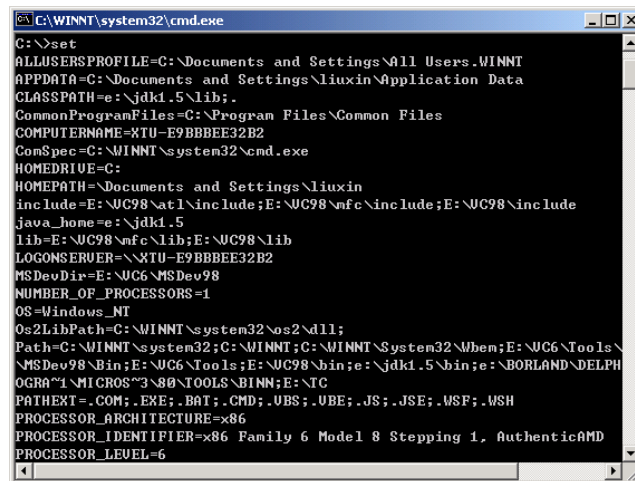 C:\WINNT\system32\cmd.exe
C:\>set
ALLUSERSPROFILE=C:\Documents and Settings\All Users.WINNT
APPDATA=C:\Documents and Settings\liuxin\Application Data
CLASSPATH=e:\jdk1.5\lib;.
CommonProgramFiles=C:\Program Files\Common Files
COMPUTERNAME=XTU-E9BBBEE32B2
ComSpec=C:\WINNT\system32\cmd.exe
HOMEDRIVE=C:
HOMEPATH=\Documents and Settings\liuxin
include=E:\VC98\atl\include;E:\VC98\mfc\include;E:\VC98\include
java_home=e:\jdk1.5
lib=E:\VC98\mfc\lib;E:\VC98\lib
LOGONSERVER=\\XTU-E9BBBEE32B2
MSDevDir=E:\VC6\MSDev98
NUMBER_OF_PROCESSORS=1
OS=Windows_NT
Os2LibPath=C:\WINNT\system32\os2\dll;
Path=C:\WINNT\system32;C:\WINNT;C:\WINNT\System32\Wbem;E:\VC6\Tools\
\MSDev98\Bin;E:\VC6\Tools;E:\VC98\bin;e:\jdk1.5\bin;e:\BORLAND\DELPH
OGRA~1\MICROS~3\80\TOOLS\BINN;E:\TC
PATHEXT=.COM;.EXE;.BAT;.CMD;.VBS;.VBE;.JS;.JSE;.WSF;.WSH
PROCESSOR_ARCHITECTURE=x86
PROCESSOR_IDENTIFIER=x86 Family 6 Model 8 Stepping 1, AuthenticAMD
PROCESSOR_LEVEL=6